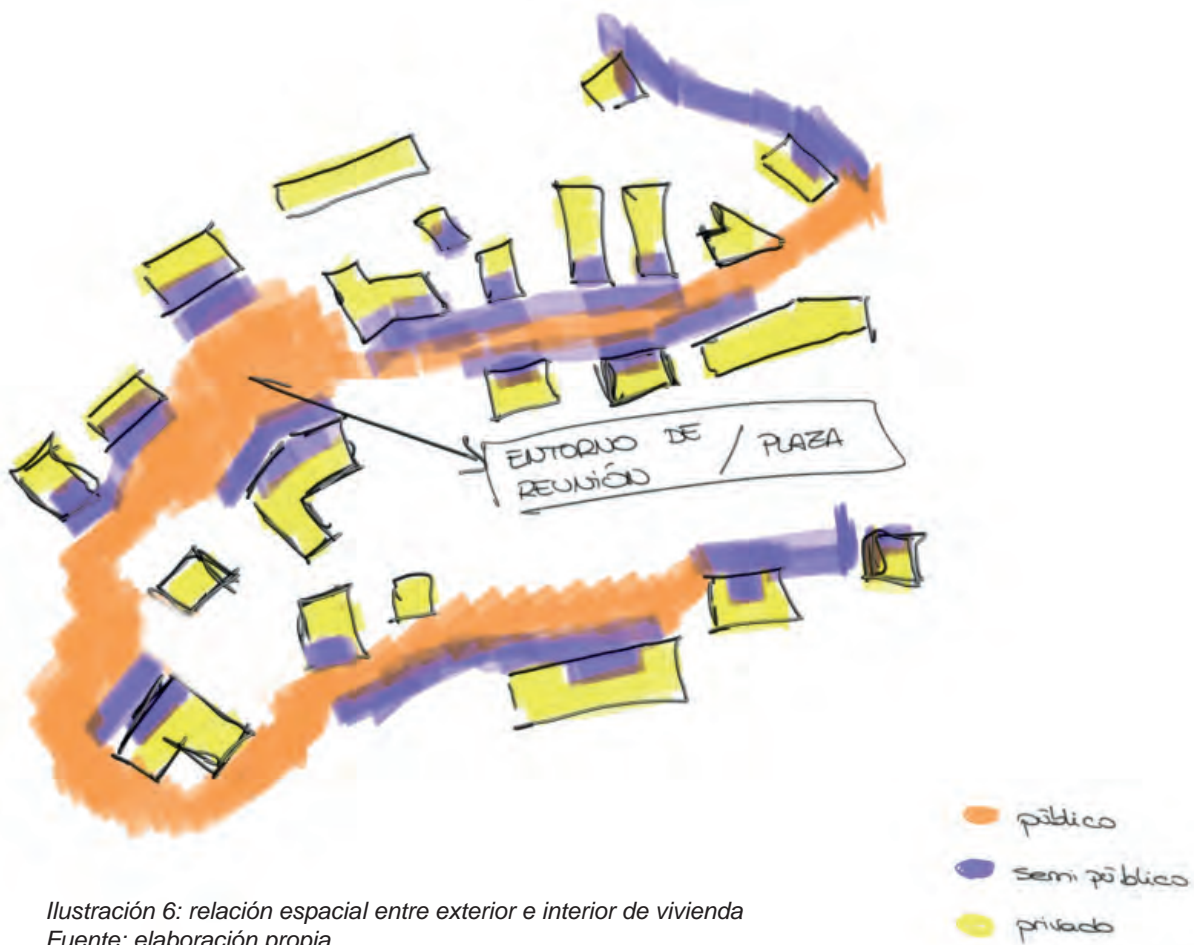 ENTORNO DE / PLAZA
REUNIÓN
público
semi público
privado
Ilustración 6: relación espacial entre exterior e interior de vivienda
Fuente: elaboración propia